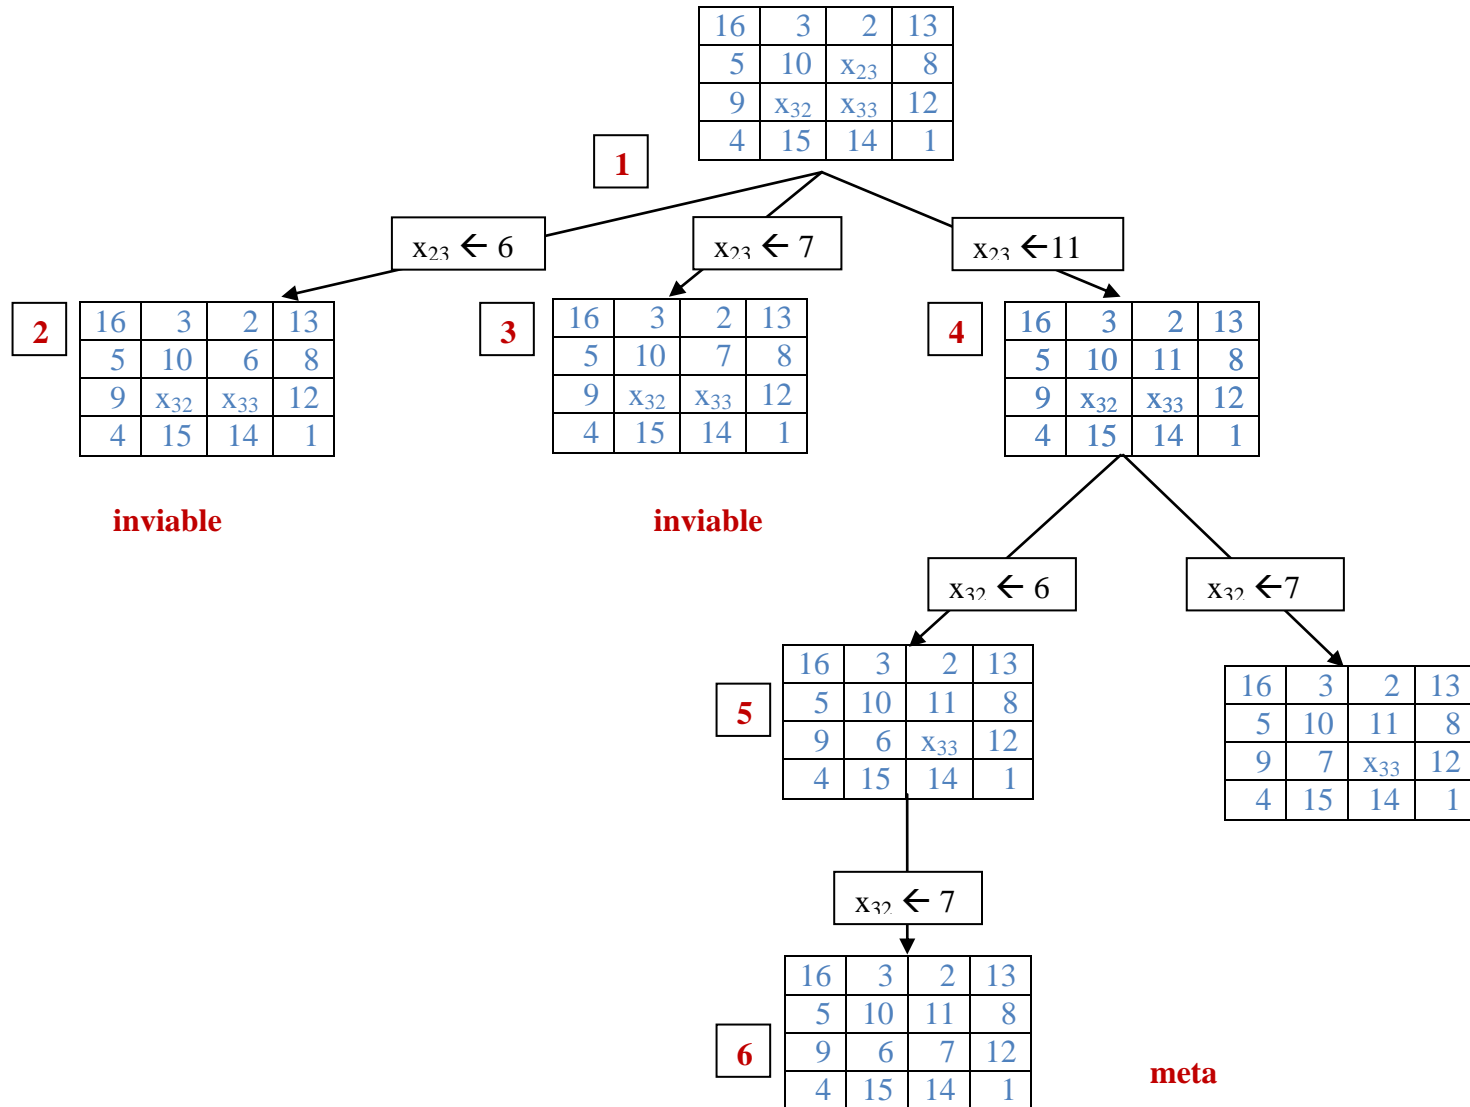 16 3 2 13
5 10 x23 8
9 x32 x33 12
4 15 14 1
1
x23 ← 6
x23 ← 7
x23 ←11
2
16 3 2 13
5 10 6 8
9 x32 x33 12
4 15 14 1
inviable
3
16 3 2 13
5 10 7 8
9 x32 x33 12
4 15 14 1
inviable
4
16 3 2 13
5 10 11 8
9 x32 x33 12
4 15 14 1
x32 ← 6
x32 ←7
5
16 3 2 13
5 10 11 8
9 6 x33 12
4 15 14 1
16 3 2 13
5 10 11 8
9 7 x33 12
4 15 14 1
x32 ← 7
6
16 3 2 13
5 10 11 8
9 6 7 12
4 15 14 1
meta